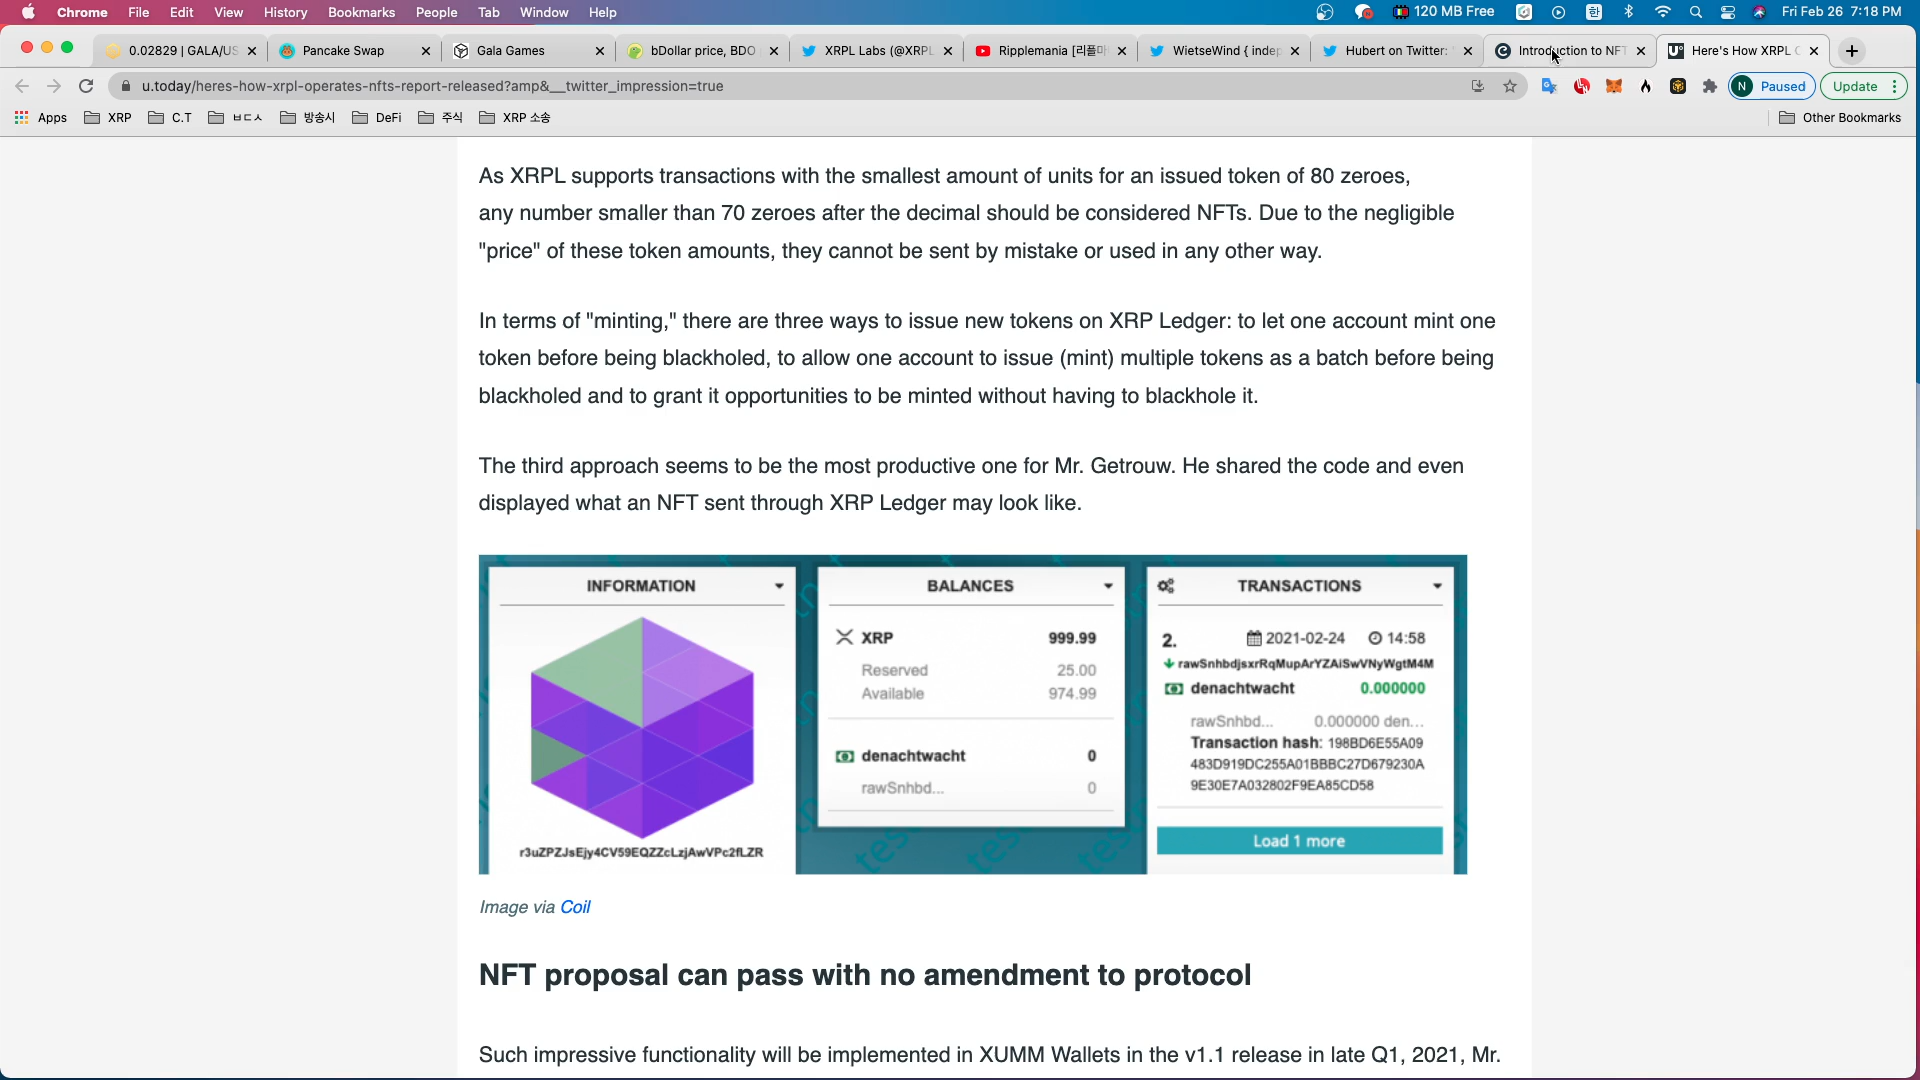 Chrome File Edit View History Bookmarks People Tab Window Help 120 MB Free 한 Fri Feb 26 7:18 PM
0.02829 | GALA/US Pancake Swap Gala Games bDollar price, BDO XRPL Labs (@XRPL Ripplemania [리플마 WietseWind { indep Hubert on Twitter: Introduction to NFT Here's How XRPL
u.today/heres-how-xrpl-operates-nfts-report-released?amp&__twitter_impression=true N Paused Update
Apps XRP C.T ㅂㄷㅅ 방송시 DeFi 주식 XRP 소송 Other Bookmarks
As XRPL supports transactions with the smallest amount of units for an issued token of 80 zeroes,
any number smaller than 70 zeroes after the decimal should be considered NFTs. Due to the negligible
"price" of these token amounts, they cannot be sent by mistake or used in any other way.
In terms of "minting," there are three ways to issue new tokens on XRP Ledger: to let one account mint one
token before being blackholed, to allow one account to issue (mint) multiple tokens as a batch before being
blackholed and to grant it opportunities to be minted without having to blackhole it.
The third approach seems to be the most productive one for Mr. Getrouw. He shared the code and even
displayed what an NFT sent through XRP Ledger may look like.
INFORMATION
r3uZPZJsEjy4CV59EQZZcLzjAwVPc2fLZR
BALANCES
XRP 999.99
Reserved 25.00
Available 974.99
denachtwacht 0
rawSnhbd... 0
TRANSACTIONS
2. 2021-02-24 14:58
rawSnhbdjsxrRqMupArYZAiSwVNyWgtM4M
denachtwacht 0.000000
rawSnhbd... 0.000000 den...
Transaction hash: 198BD6E55A09
483D919DC255A01BBBC27D679230A
9E30E7A032802F9EA85CD58
Load 1 more
Image via Coil
NFT proposal can pass with no amendment to protocol
Such impressive functionality will be implemented in XUMM Wallets in the v1.1 release in late Q1, 2021, Mr.